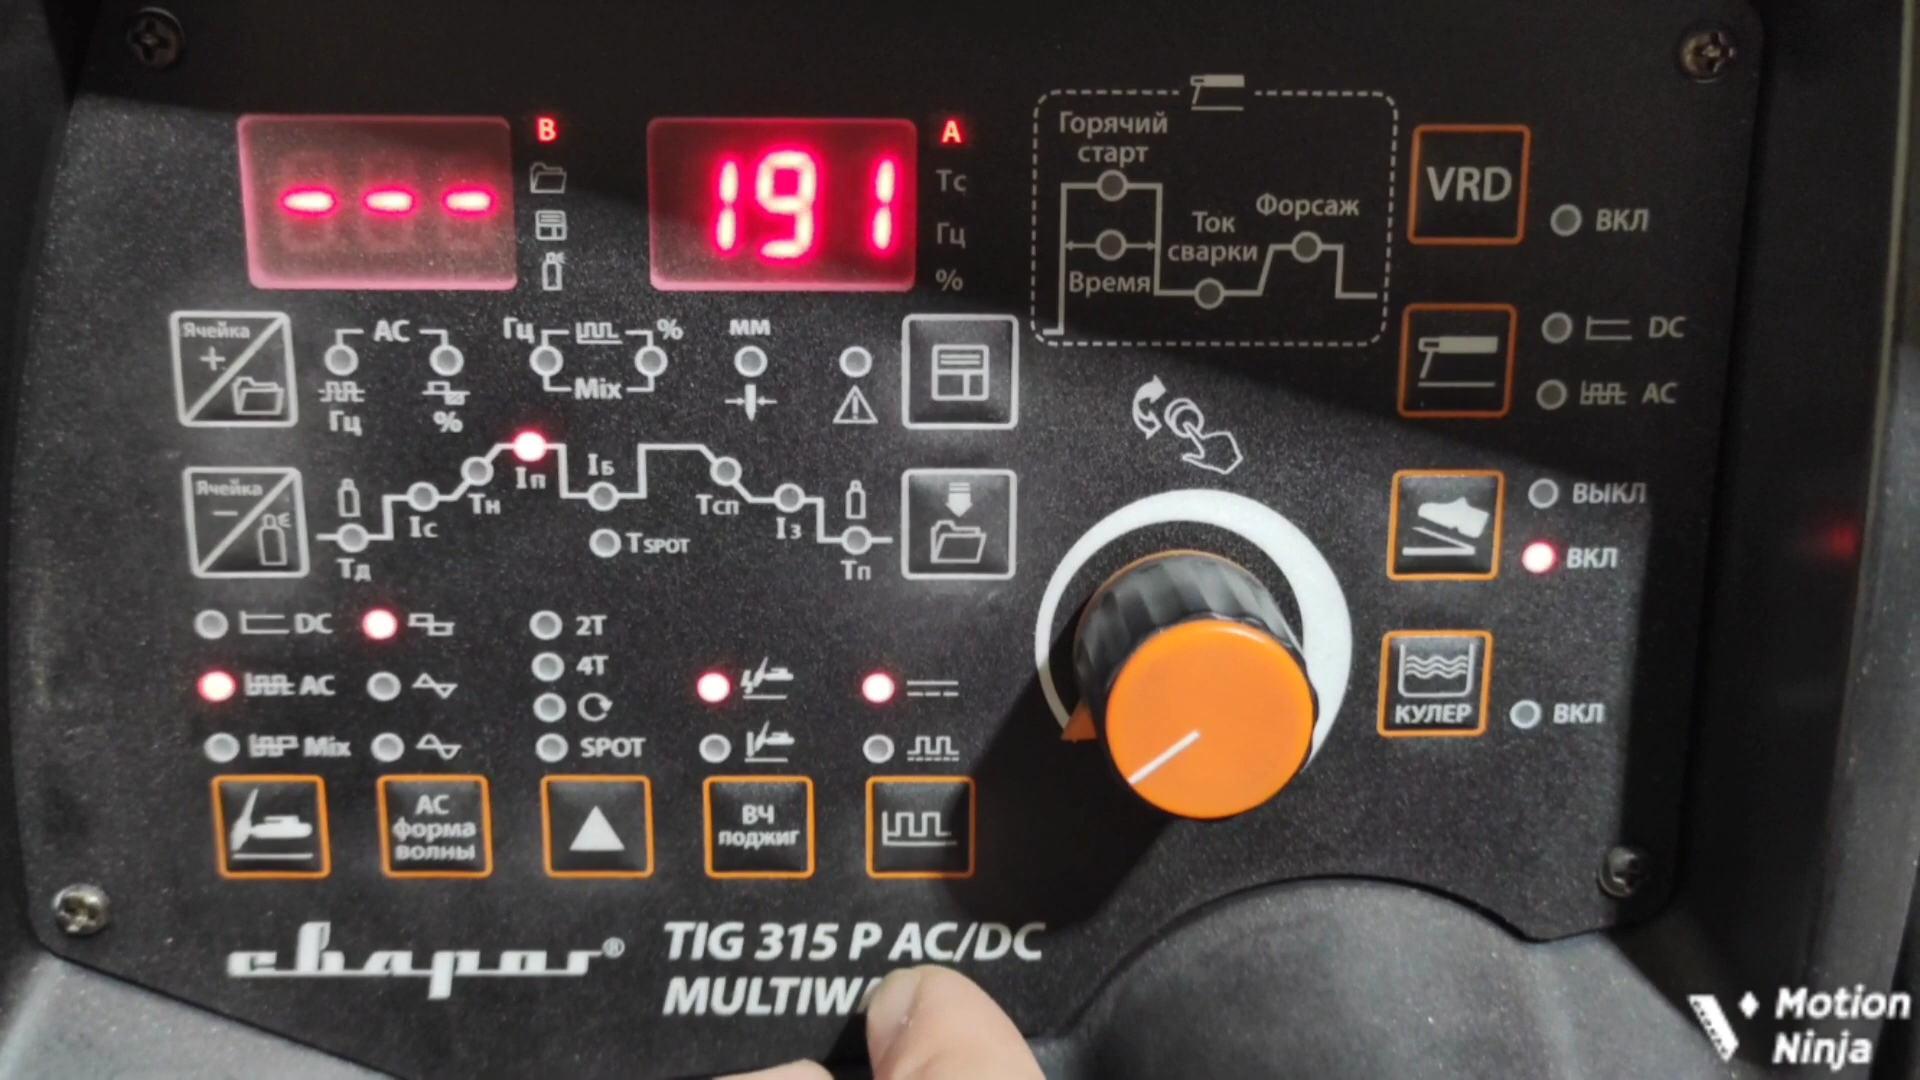 ---
В
191
А
Тс
Гц
%
Горячий
старт
Время
Ток
сварки
Форсаж
VRD
ВКЛ
DC
AC
Ячейка
+
AC
Гц
%
Гц
%
Mix
мм
Ячейка
-
Тд
Iс
Тн
Iп
Iб
TSPOT
Тсп
Iз
Тп
ВЫКЛ
ВКЛ
КУЛЕР
ВКЛ
DC
AC
Mix
2T
4T
SPOT
AC
форма
волны
ВЧ
поджиг
сварог®
TIG 315 P AC/DC
Motion
Ninja